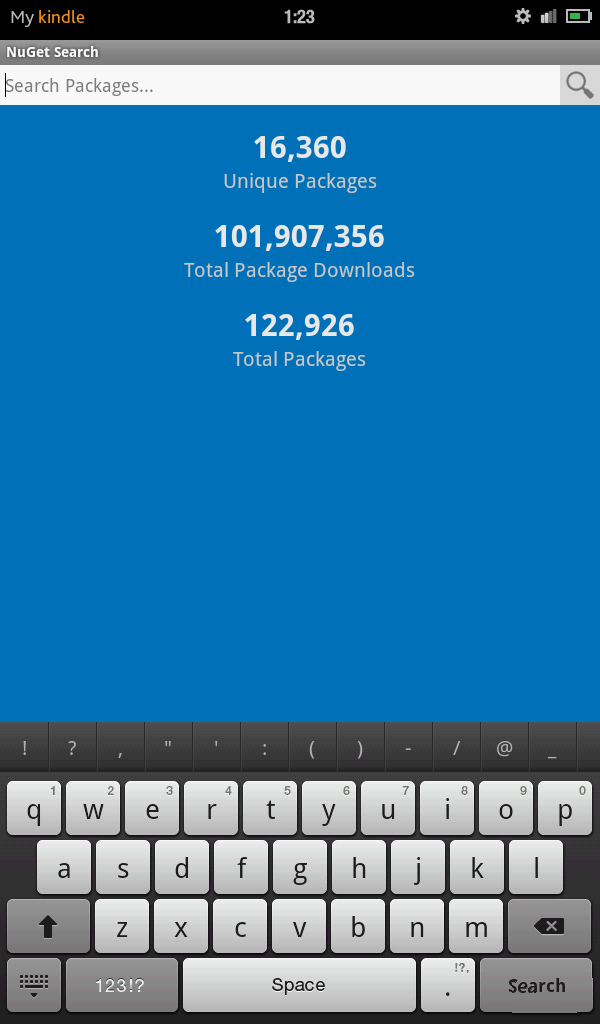 My kindle 1:23
NuGet Search
Search Packages...
16,360
Unique Packages
101,907,356
Total Package Downloads
122,926
Total Packages
! ? , " ' : ( ) - / @ _
1 2 3 4 5 6 7 8 9 0
q w e r t y u i o p
a s d f g h j k l
z x c v b n m
!?,
123!? Space . Search